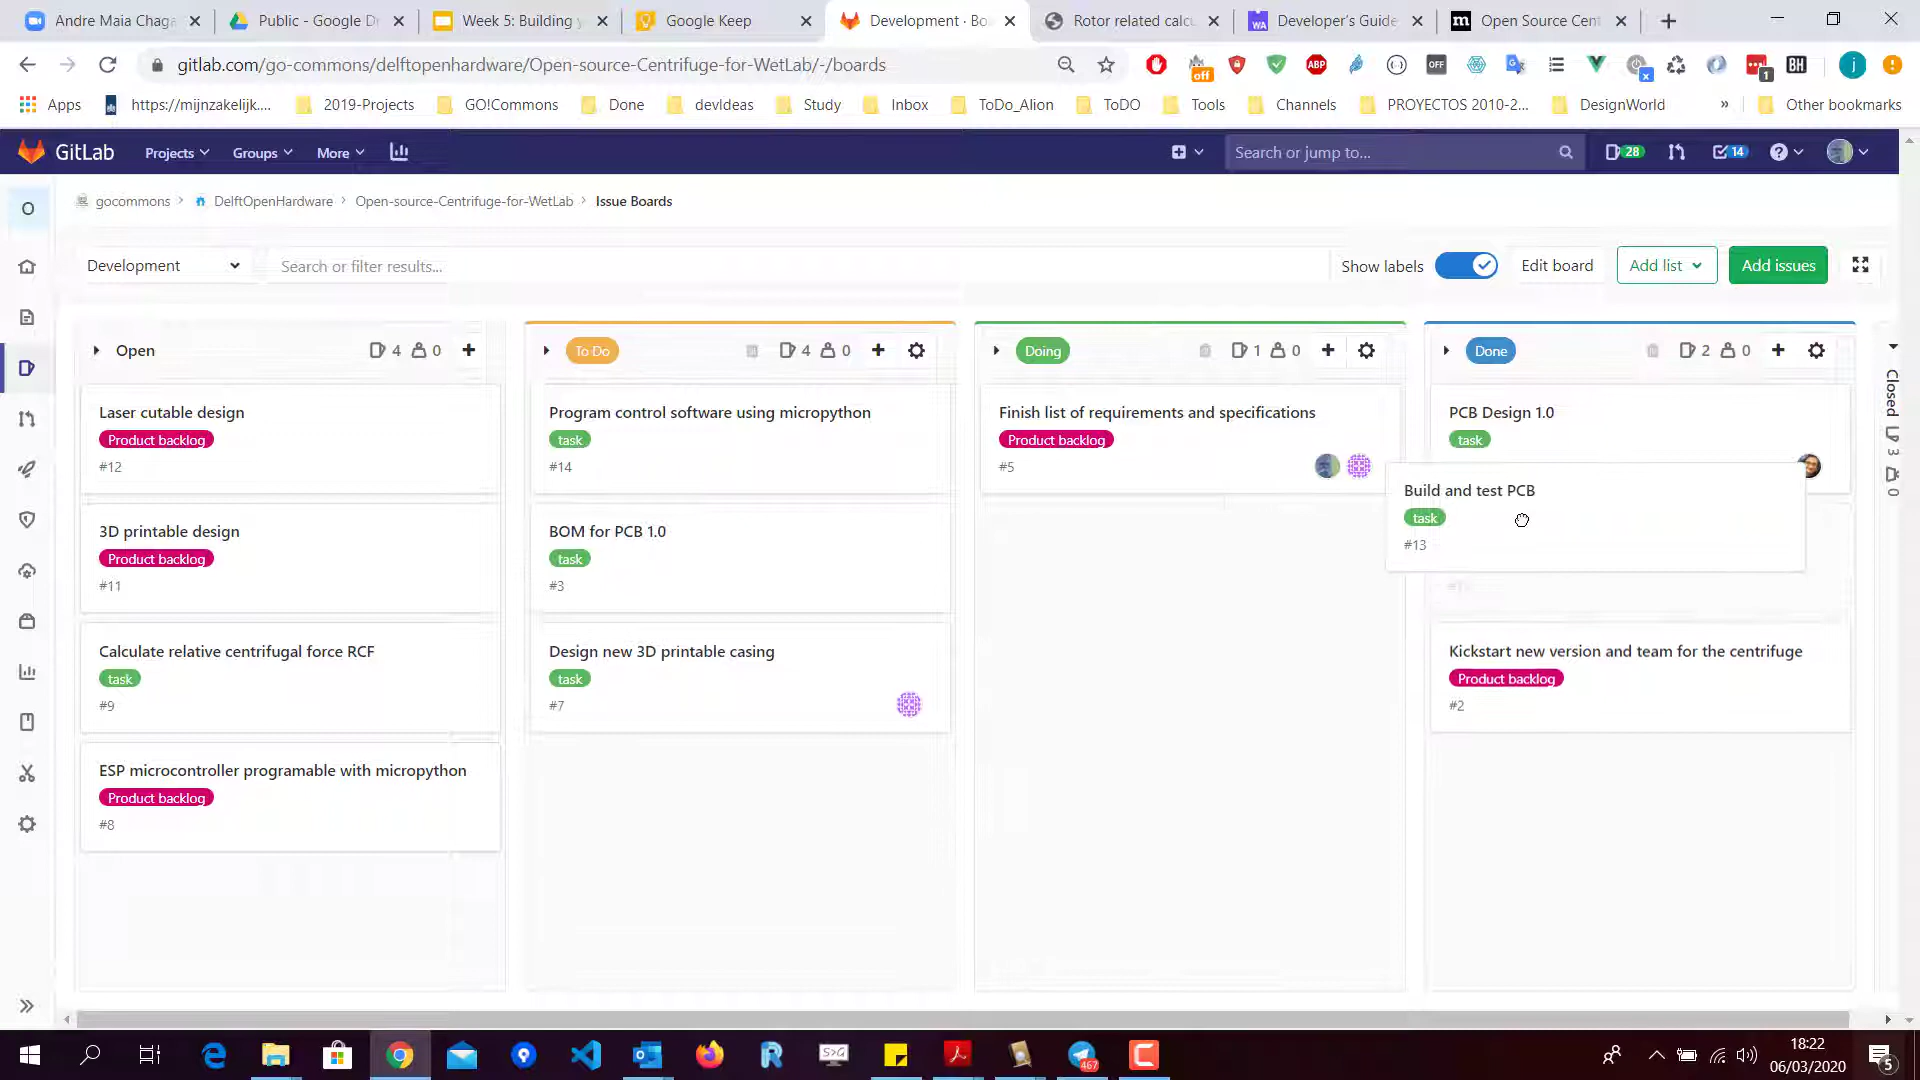 Andre Maia Chaga
Public - Google Dr
Week 5: Building y
Google Keep
Development · Boa
Rotor related calcu
Developer's Guide
Open Source Cent
gitlab.com/go-commons/delftopenhardware/Open-source-Centrifuge-for-WetLab/-/boards
off
ABP
OFF
x
1
BH
j
Apps
https://mijnzakelijk....
2019-Projects
GO!Commons
Done
devIdeas
Study
Inbox
ToDo_Alion
ToDO
Tools
Channels
PROYECTOS 2010-2...
DesignWorld
»
Other bookmarks
GitLab
Projects
Groups
More
Search or jump to...
28
14
O
gocommons > DelftOpenHardware > Open-source-Centrifuge-for-WetLab > Issue Boards
Development
Search or filter results...
Show labels
Edit board
Add list
Add issues
Open
4
0
Laser cutable design
Product backlog
#12
3D printable design
Product backlog
#11
Calculate relative centrifugal force RCF
task
#9
ESP microcontroller programable with micropython
Product backlog
#8
To Do
4
0
Program control software using micropython
task
#14
BOM for PCB 1.0
task
#3
Design new 3D printable casing
task
#7
Doing
1
0
Finish list of requirements and specifications
Product backlog
#5
Done
2
0
PCB Design 1.0
task
Build and test PCB
task
#13
Kickstart new version and team for the centrifuge
Product backlog
#2
Closed
3
0
467
18:22
06/03/2020
5